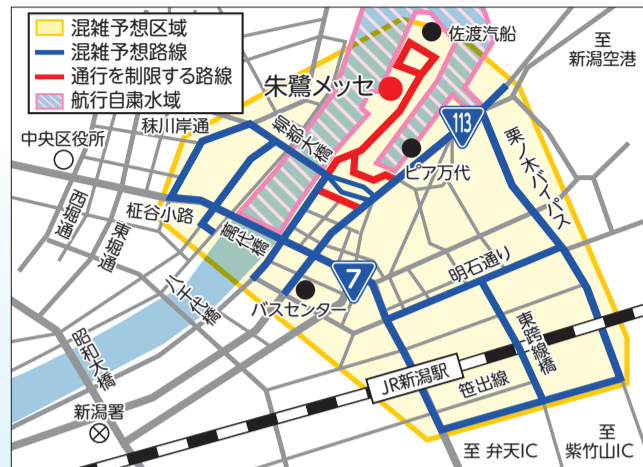 混雑予想区域
混雑予想路線
通行を制限する路線
航行自粛水域
佐渡汽船
至
新潟空港
朱鷺メッセ
秣川岸通
中央区役所
柳都大橋
113
ピア万代
栗ノ木バイパス
西堀通
東堀通
柾谷小路
萬代橋
八千代橋
7
明石通り
バスセンター
昭和大橋
東跨線橋
JR新潟駅
笹出線
新潟署
至 弁天IC
至
紫竹山IC